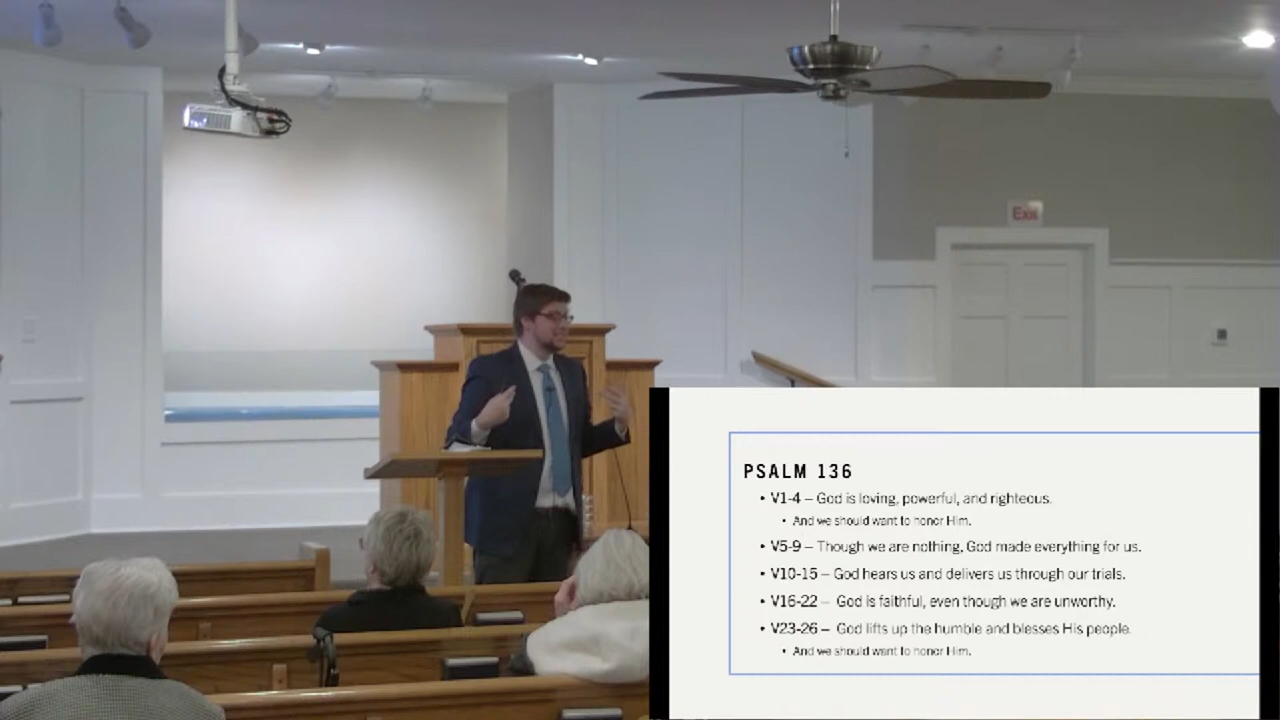 Exit
PSALM 136
• V1-4 – God is loving, powerful, and righteous.
• And we should want to honor Him.
• V5-9 – Though we are nothing, God made everything for us.
• V10-15 – God hears us and delivers us through our trials.
• V16-22 – God is faithful, even though we are unworthy.
• V23-26 – God lifts up the humble and blesses His people.
• And we should want to honor Him.